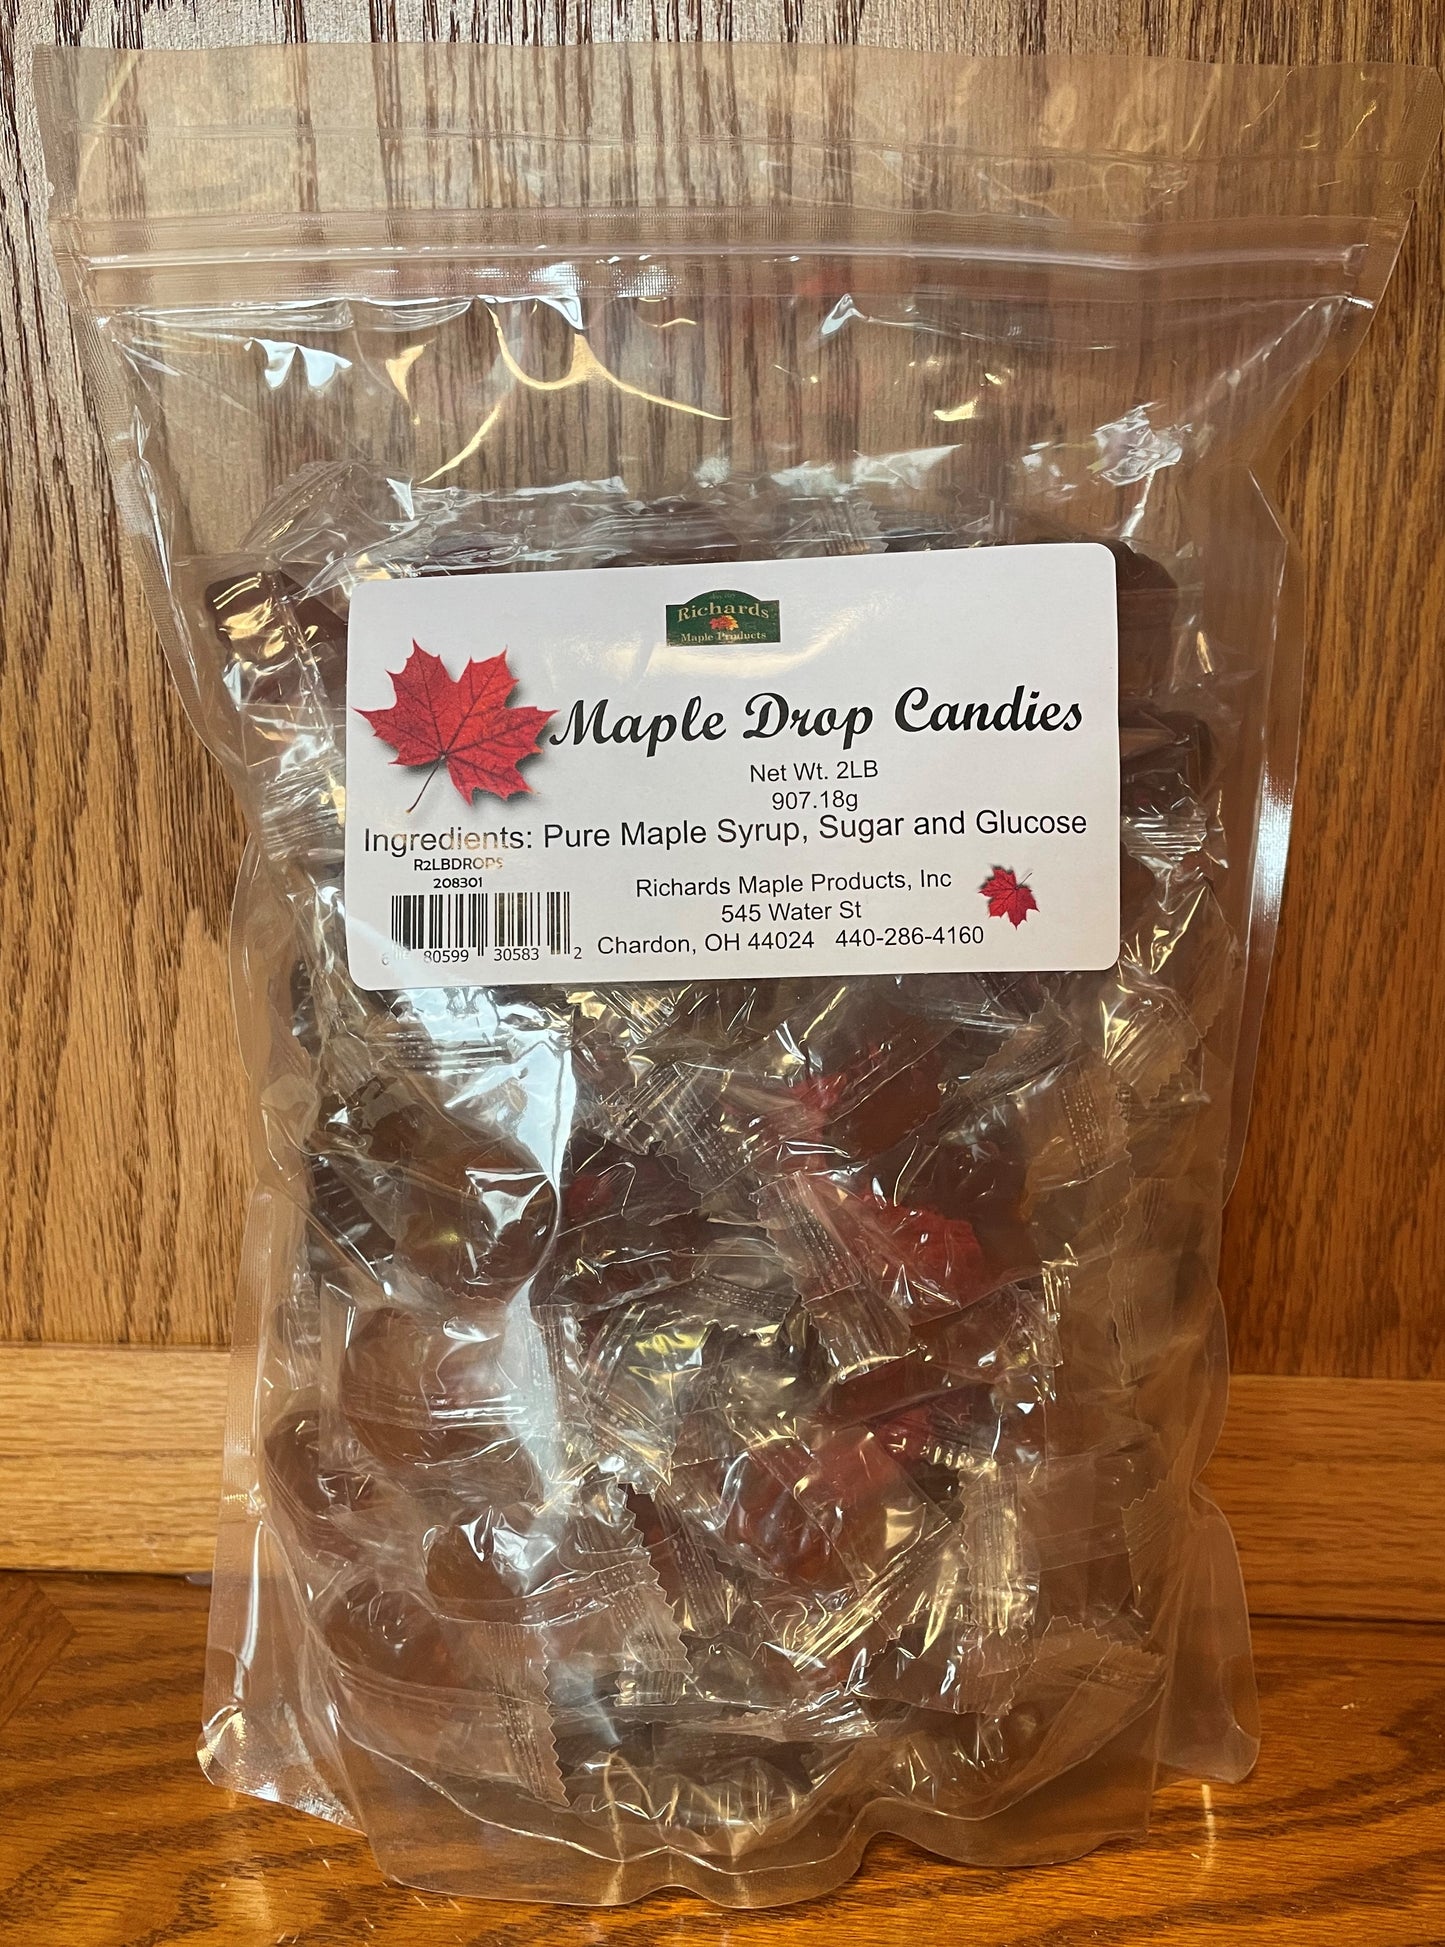 Richards
Maple Products
Maple Drop Candies
Net Wt. 2LB
907.18g
Ingredients: Pure Maple Syrup, Sugar and Glucose
R2LBDROPS
208301
6 80599 30583 2
Richards Maple Products, Inc
545 Water St
Chardon, OH 44024 440-286-4160